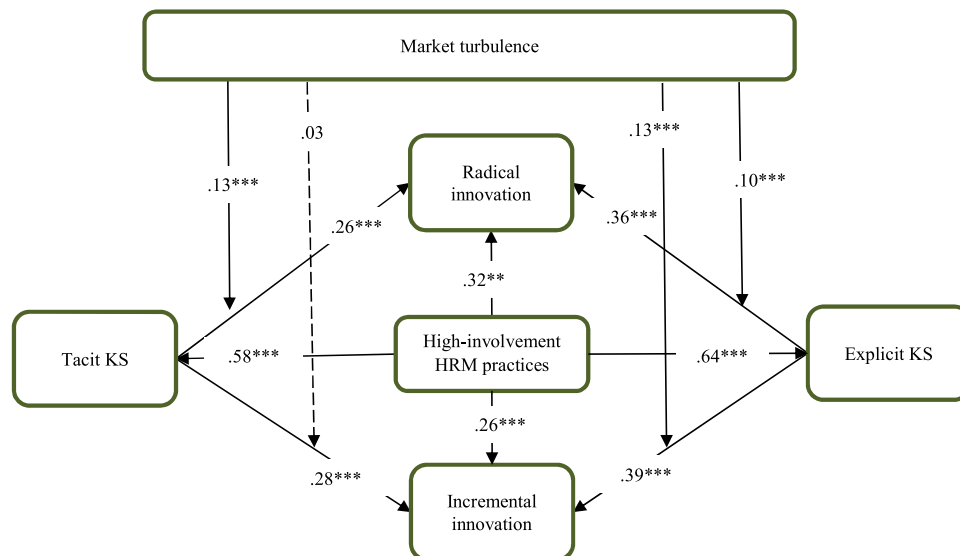 Market turbulence
.03
.13***
.13***
.10***
Radical
innovation
.26***
.36***
.32**
Tacit KS
.58***
High-involvement
HRM practices
.64***
Explicit KS
.26***
.28***
.39***
Incremental
innovation